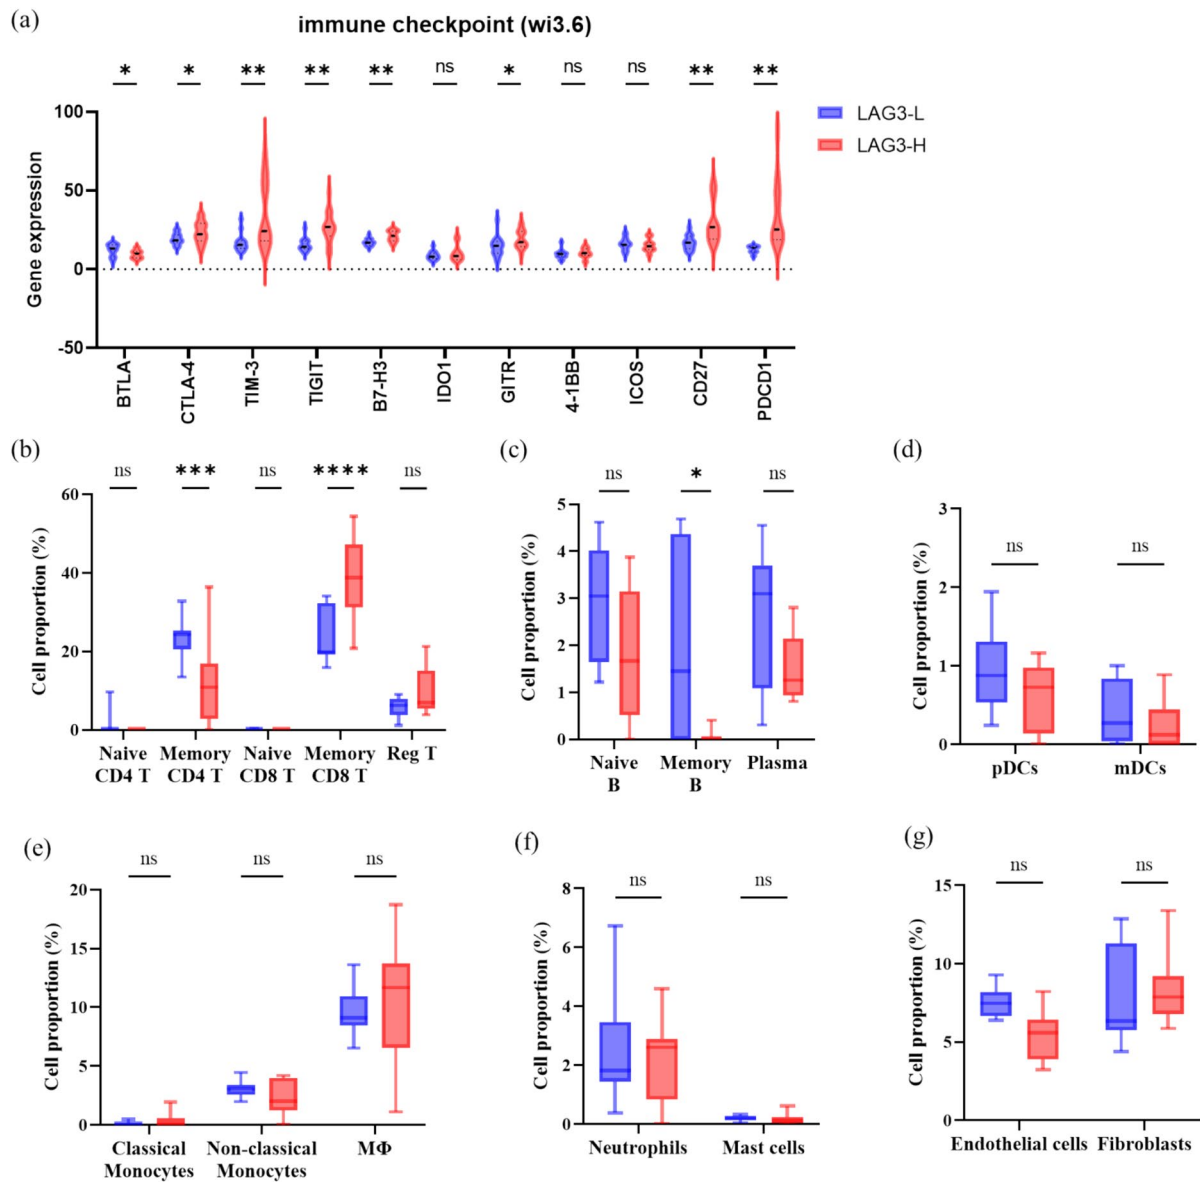 (a)
immune checkpoint (wi3.6)
* * ** ** ** ns * ns ns ** **
LAG3-L
LAG3-H
Gene expression
100
50
0
-50
BTLA
CTLA-4
TIM-3
TIGIT
B7-H3
IDO1
GITR
4-1BB
ICOS
CD27
PDCD1
(b)
ns *** ns **** ns
Cell proportion (%)
60
40
20
0
Naive Memory Naive Memory Reg T
CD4 T CD4 T CD8 T CD8 T
(c)
ns * ns
Cell proportion (%)
5
4
3
2
1
0
Naive Memory Plasma
B B
(d)
ns ns
Cell proportion (%)
3
2
1
0
pDCs mDCs
(e)
ns ns ns
Cell proportion (%)
20
15
10
5
0
Classical Non-classical MΦ
Monocytes Monocytes
(f)
ns ns
Cell proportion (%)
8
6
4
2
0
Neutrophils Mast cells
(g)
ns ns
Cell proportion (%)
15
10
5
0
Endothelial cells Fibroblasts